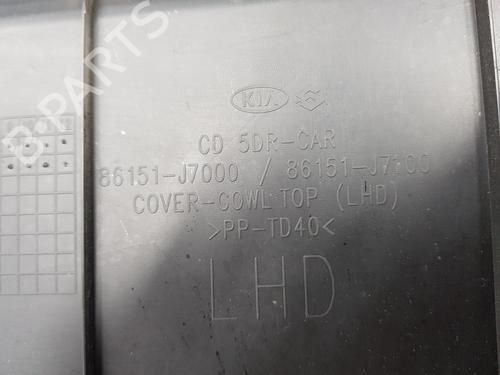 B-PARTS
KIA
CD 5DR-CAR
86151-J7000 / 86151-J7100
COVER-COWL TOP (LHD)
>PP-TD40<
LHD